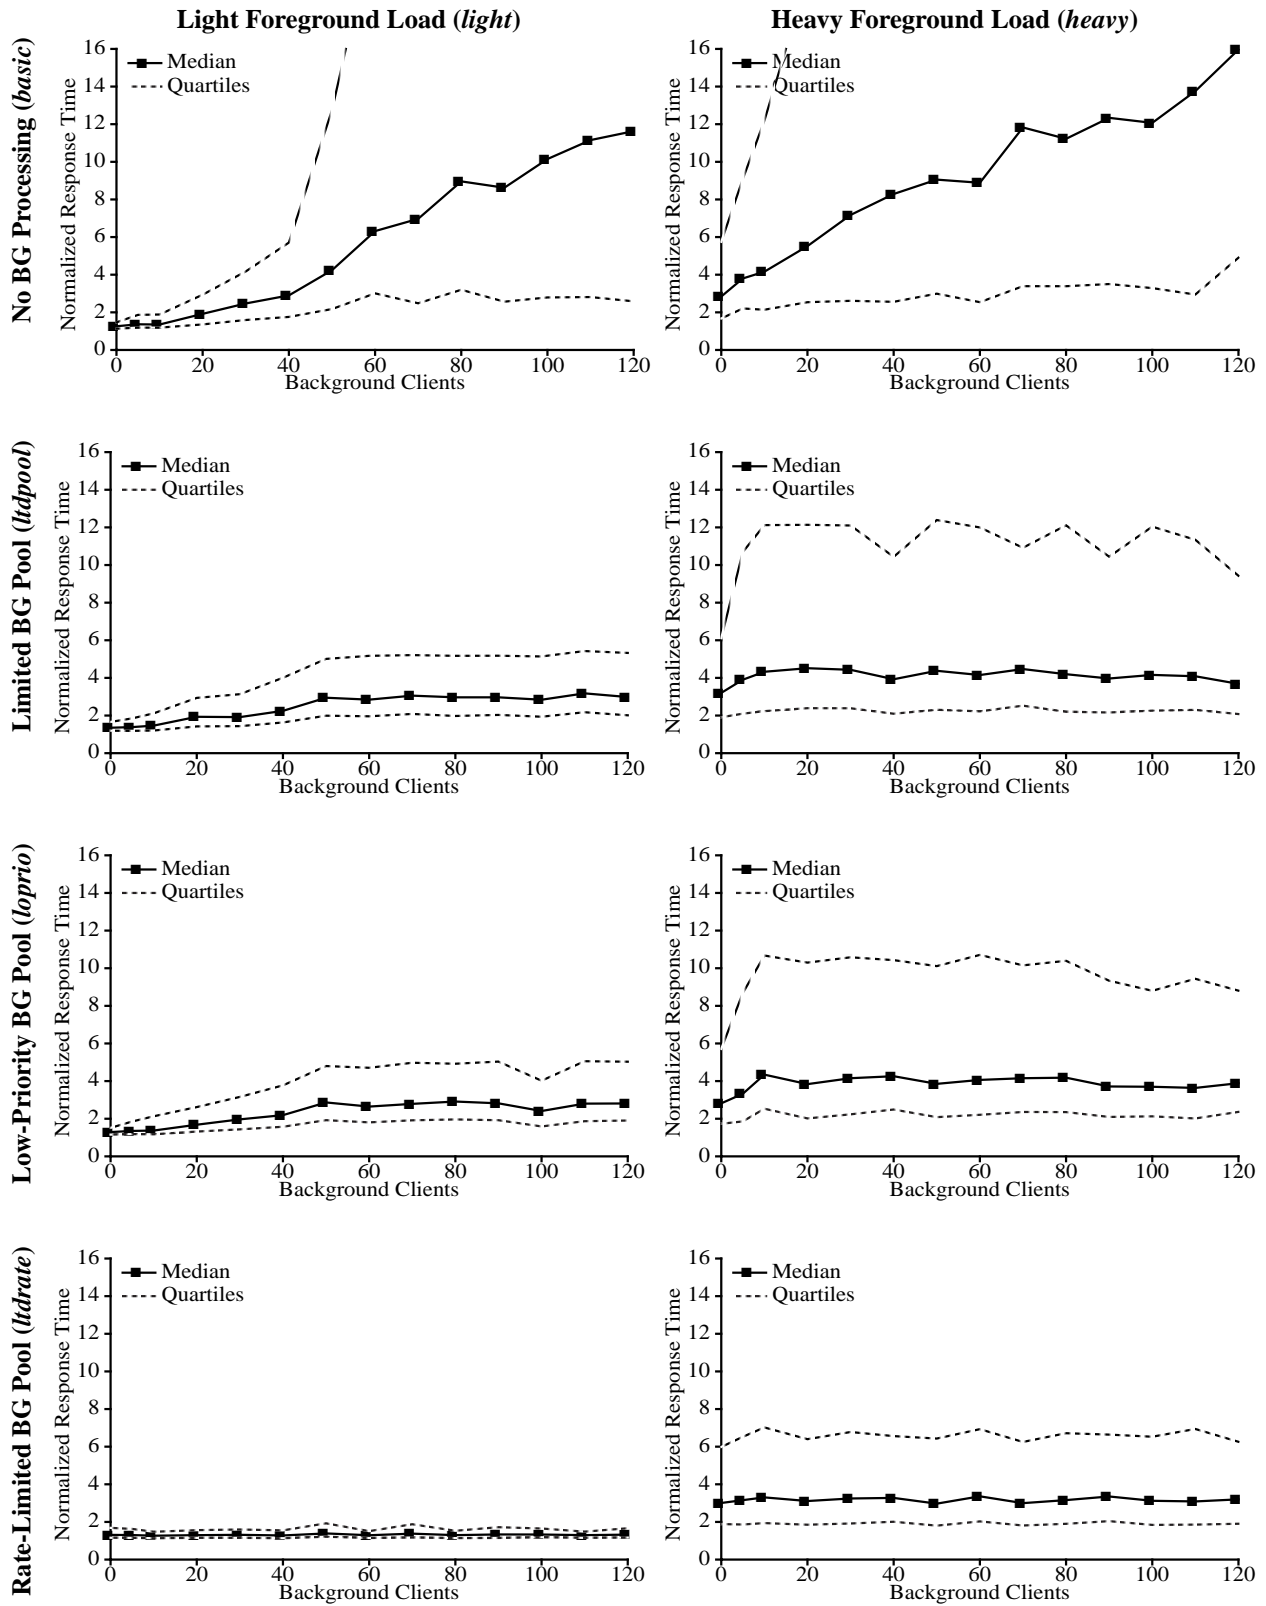 Light Foreground Load (light)
Heavy Foreground Load (heavy)
No BG Processing (basic)
Normalized Response Time
16
14
12
10
8
6
4
2
0
Median
Quartiles
0 20 40 60 80 100 120
Background Clients
Normalized Response Time
16
14
12
10
8
6
4
2
0
Median
Quartiles
0 20 40 60 80 100 120
Background Clients
Limited BG Pool (ltdpool)
Normalized Response Time
16
14
12
10
8
6
4
2
0
Median
Quartiles
0 20 40 60 80 100 120
Background Clients
Normalized Response Time
16
14
12
10
8
6
4
2
0
Median
Quartiles
0 20 40 60 80 100 120
Background Clients
Low-Priority BG Pool (loprio)
Normalized Response Time
16
14
12
10
8
6
4
2
0
Median
Quartiles
0 20 40 60 80 100 120
Background Clients
Normalized Response Time
16
14
12
10
8
6
4
2
0
Median
Quartiles
0 20 40 60 80 100 120
Background Clients
Rate-Limited BG Pool (ltdrate)
Normalized Response Time
16
14
12
10
8
6
4
2
0
Median
Quartiles
0 20 40 60 80 100 120
Background Clients
Normalized Response Time
16
14
12
10
8
6
4
2
0
Median
Quartiles
0 20 40 60 80 100 120
Background Clients